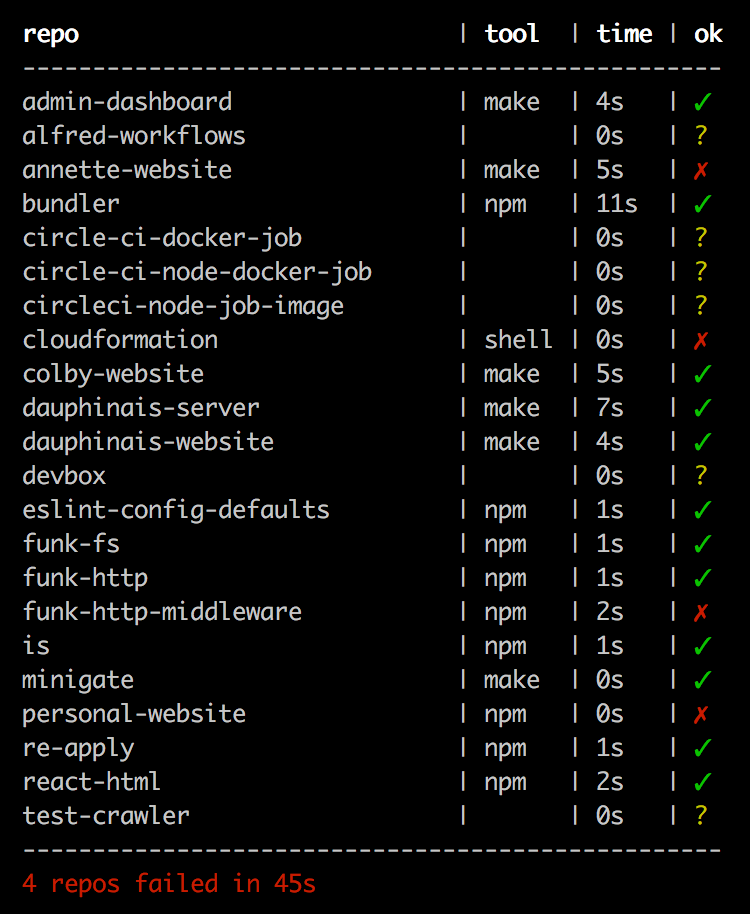 repo                           | tool  | time | ok
--------------------------------------------------
admin-dashboard                | make  | 4s   | ✓
alfred-workflows               |       | 0s   | ?
annette-website                | make  | 5s   | ✗
bundler                        | npm   | 11s  | ✓
circle-ci-docker-job           |       | 0s   | ?
circle-ci-node-docker-job      |       | 0s   | ?
circleci-node-job-image        |       | 0s   | ?
cloudformation                 | shell | 0s   | ✗
colby-website                  | make  | 5s   | ✓
dauphinais-server              | make  | 7s   | ✓
dauphinais-website             | make  | 4s   | ✓
devbox                         |       | 0s   | ?
eslint-config-defaults         | npm   | 1s   | ✓
funk-fs                        | npm   | 1s   | ✓
funk-http                      | npm   | 1s   | ✓
funk-http-middleware           | npm   | 2s   | ✗
is                             | npm   | 1s   | ✓
minigate                       | make  | 0s   | ✓
personal-website               | npm   | 0s   | ✗
re-apply                       | npm   | 1s   | ✓
react-html                     | npm   | 2s   | ✓
test-crawler                   |       | 0s   | ?
--------------------------------------------------
4 repos failed in 45s